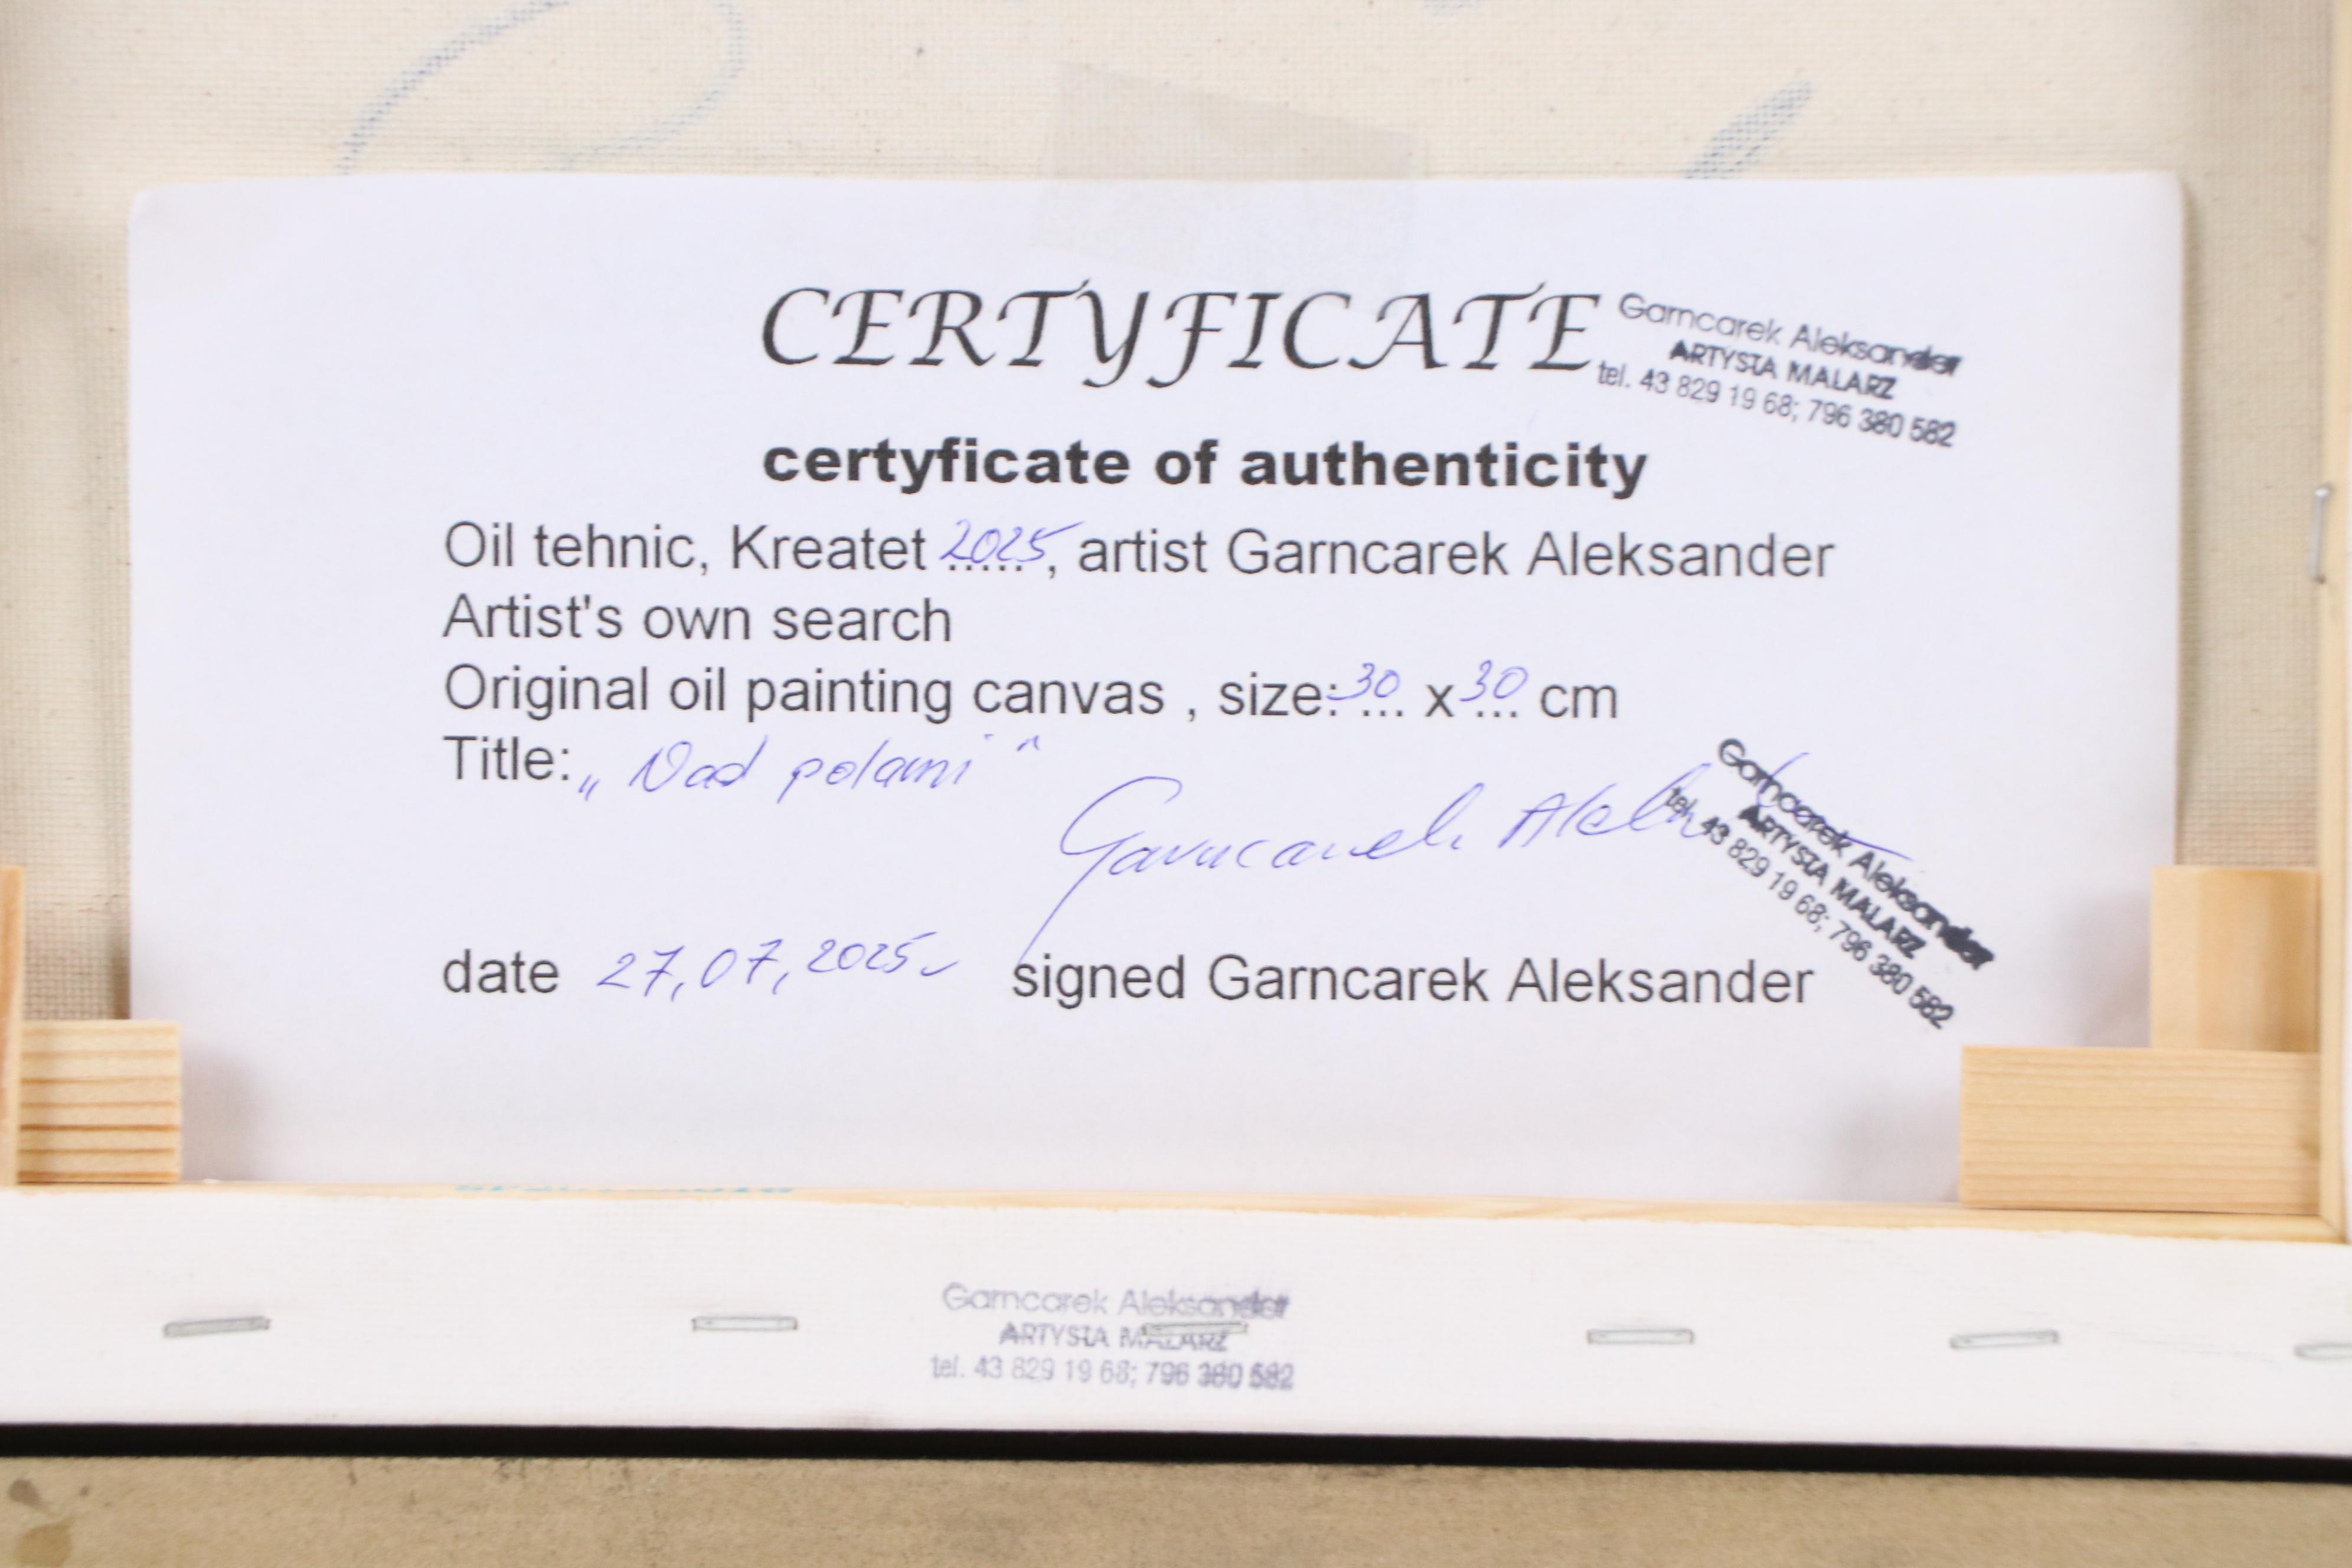 CERTYFICATE
Garncarek Aleksander
ARTYSTA MALARZ
tel. 43 829 19 68; 796 380 582
certyficate of authenticity
Oil tehnic, Kreatet 2025, artist Garncarek Aleksander
Artist's own search
Original oil painting canvas , size: 30 x 30 cm
Title: „Nad polami"
Garncarek Aleks
Garncarek Aleksander
ARTYSTA MALARZ
tel. 43 829 19 68; 796 380 582
date 27,07,2025 signed Garncarek Aleksander
Garncarek Aleksander
ARTYSTA MALARZ
tel. 43 829 19 68; 796 380 582